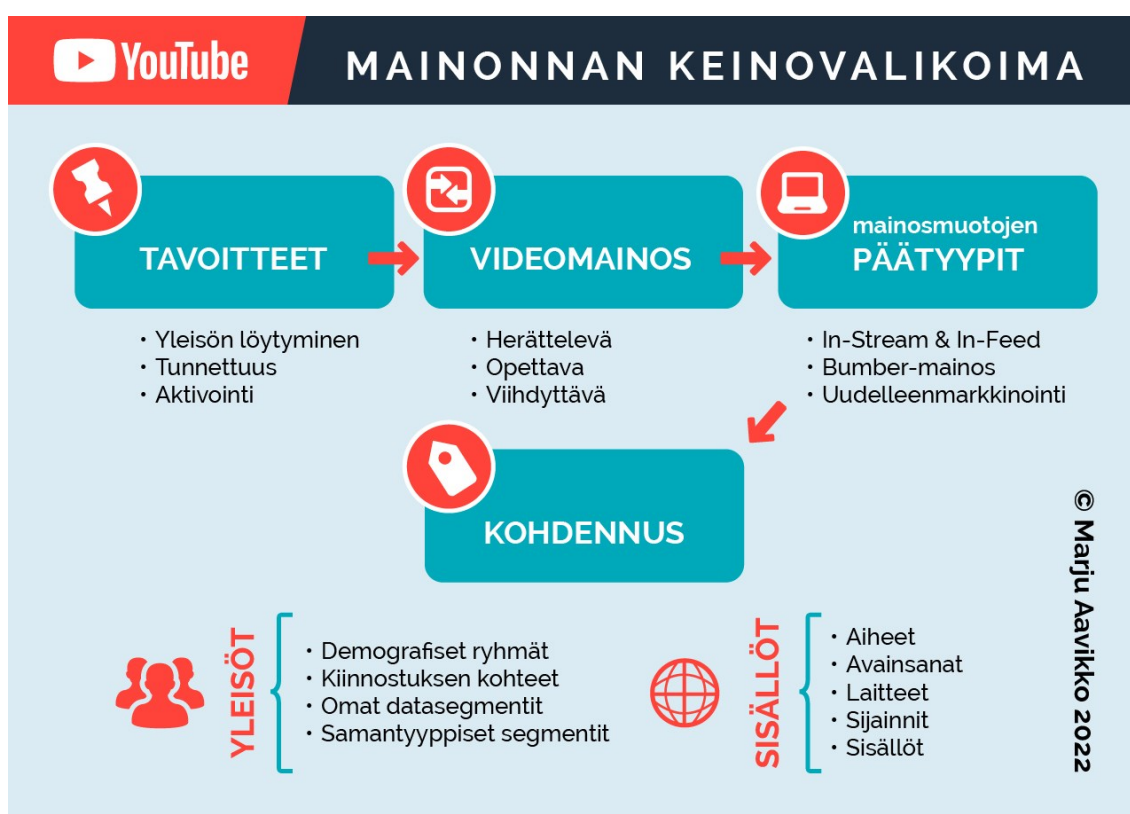 YouTube
MAINONNAN KEINOVALIKOIMA
TAVOITTEET
• Yleisön löytyminen
• Tunnettuus
• Aktivointi
VIDEOMAINOS
• Herättelevä
• Opettava
• Viihdyttävä
mainosmuotojen
PÄÄTYYPIT
• In-Stream & In-Feed
• Bumber-mainos
• Uudelleenmarkkinointi
KOHDENNUS
YLEISÖT
• Demografiset ryhmät
• Kiinnostuksen kohteet
• Omat datasegmentit
• Samantyyppiset segmentit
SISÄLLÖT
• Aiheet
• Avainsanat
• Laitteet
• Sijainnit
• Sisällöt
© Marju Aavikko 2022